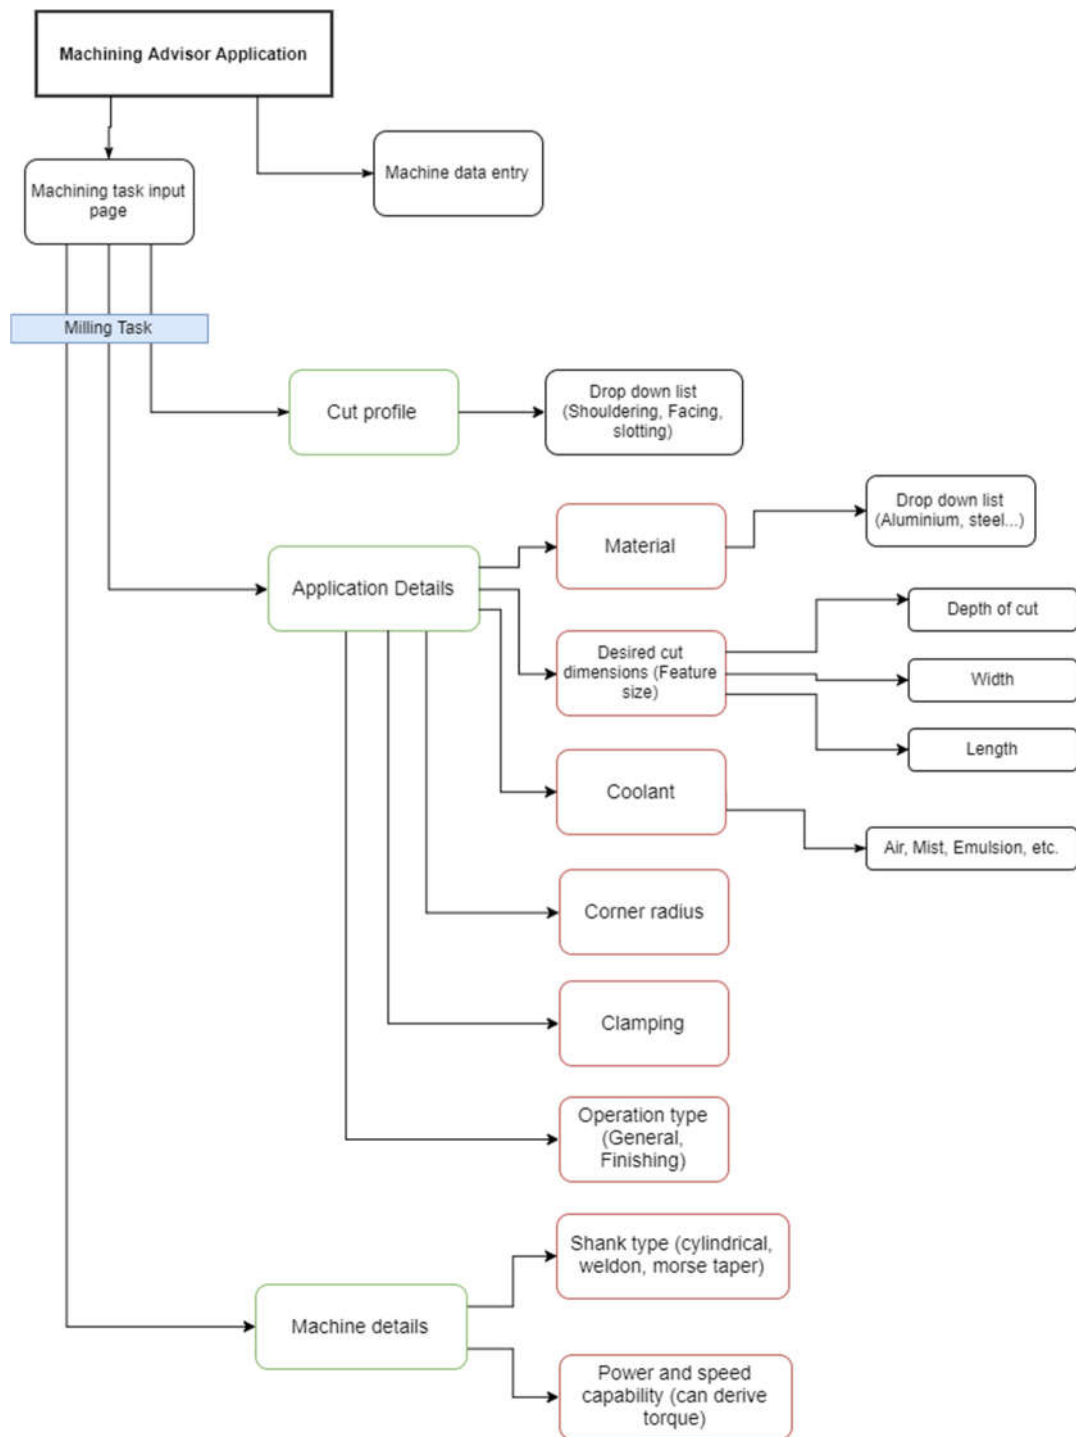 Machining Advisor Application
Machine data entry
Machining task input
page
Milling Task
Cut profile
Drop down list
(Shouldering, Facing,
slotting)
Drop down list
(Aluminium, steel...)
Material
Application Details
Depth of cut
Desired cut
dimensions (Feature
size)
Width
Length
Coolant
Air, Mist, Emulsion, etc.
Corner radius
Clamping
Operation type
(General,
Finishing)
Shank type (cylindrical,
weldon, morse taper)
Machine details
Power and speed
capability (can derive
torque)